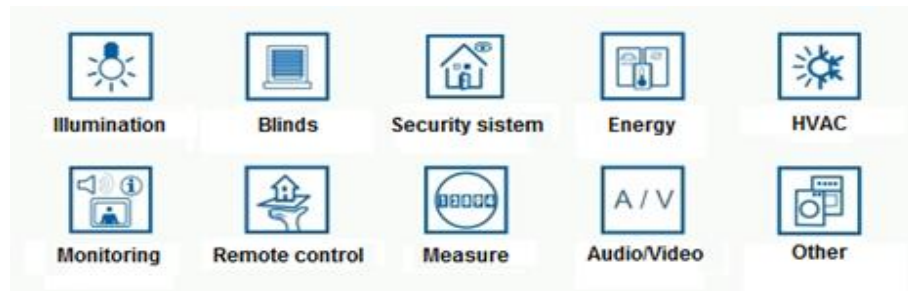 Illumination Blinds Security sistem Energy HVAC
A / V
Monitoring Remote control Measure Audio/Video Other